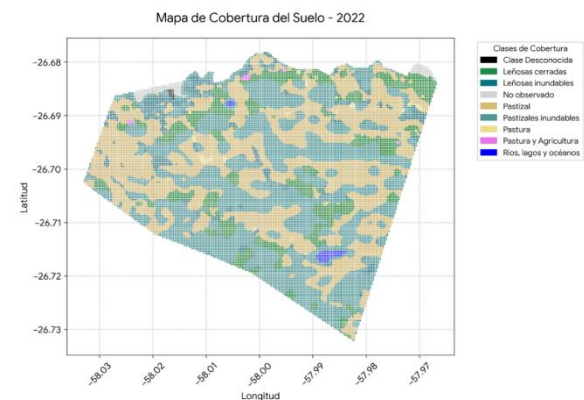 Mapa de Cobertura del Suelo - 2022
Clases de Cobertura
Clase Desconocida
Leñosas cerradas
Leñosas inundables
No observado
Pastizal
Pastizales inundables
Pastura
Pastura y Agricultura
Ríos, lagos y océanos
Latitud
−26.68
−26.69
−26.70
−26.71
−26.72
−26.73
−58.03
−58.02
−58.01
−58.00
−57.99
−57.98
−57.97
Longitud